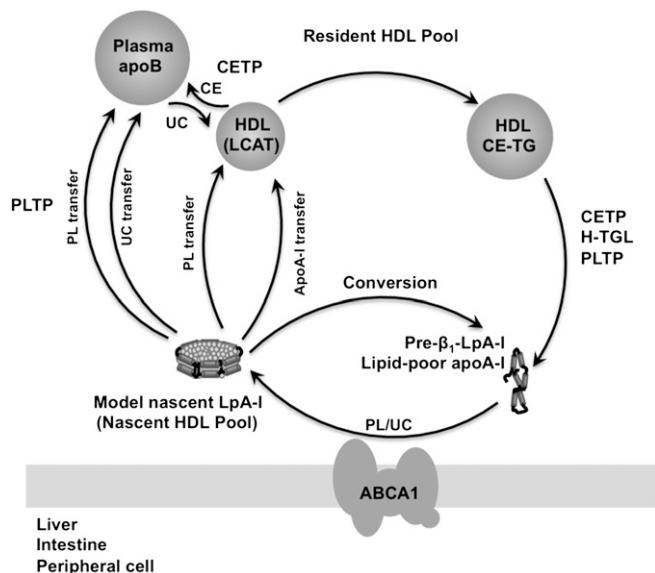 Plasma
apoB
CETP
CE
UC
HDL
(LCAT)
Resident HDL Pool
HDL
CE-TG
PLTP
PL transfer
UC transfer
PL transfer
ApoA-I transfer
CETP
H-TGL
PLTP
Conversion
Pre-β₁-LpA-I
Lipid-poor apoA-I
Model nascent LpA-I
(Nascent HDL Pool)
PL/UC
ABCA1
Liver
Intestine
Peripheral cell